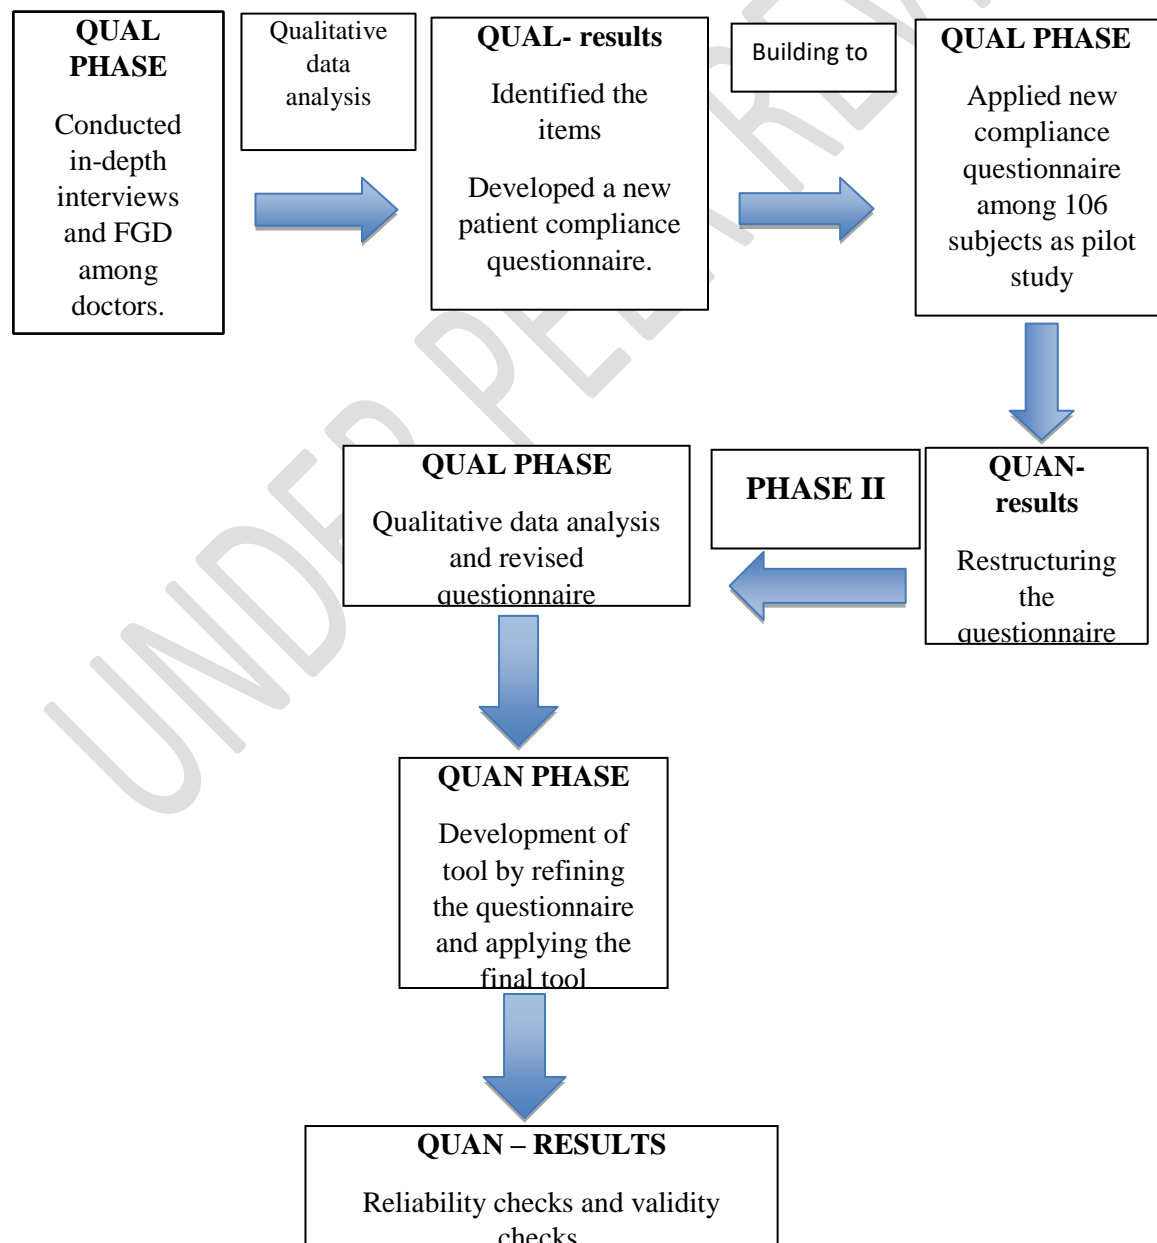 QUAL
PHASE
Conducted
in-depth
interviews
and FGD
among
doctors.
Qualitative
data
analysis
QUAL- results
Identified the
items
Developed a new
patient compliance
questionnaire.
Building to
QUAL PHASE
Applied new
compliance
questionnaire
among 106
subjects as pilot
study
QUAN-
results
Restructuring
the
questionnaire
PHASE II
QUAL PHASE
Qualitative data analysis
and revised
questionnaire
QUAN PHASE
Development of
tool by refining
the questionnaire
and applying the
final tool
QUAN – RESULTS
Reliability checks and validity
checks
UNDER PEER REVI